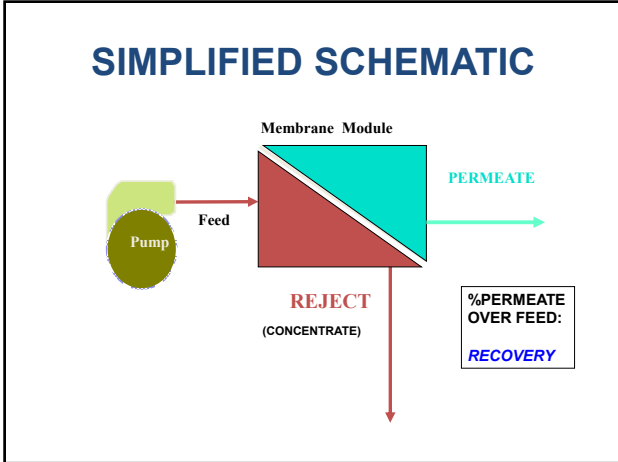 SIMPLIFIED SCHEMATIC
Membrane Module
PERMEATE
Feed
Pump
REJECT
(CONCENTRATE)
%PERMEATE
OVER FEED:
RECOVERY